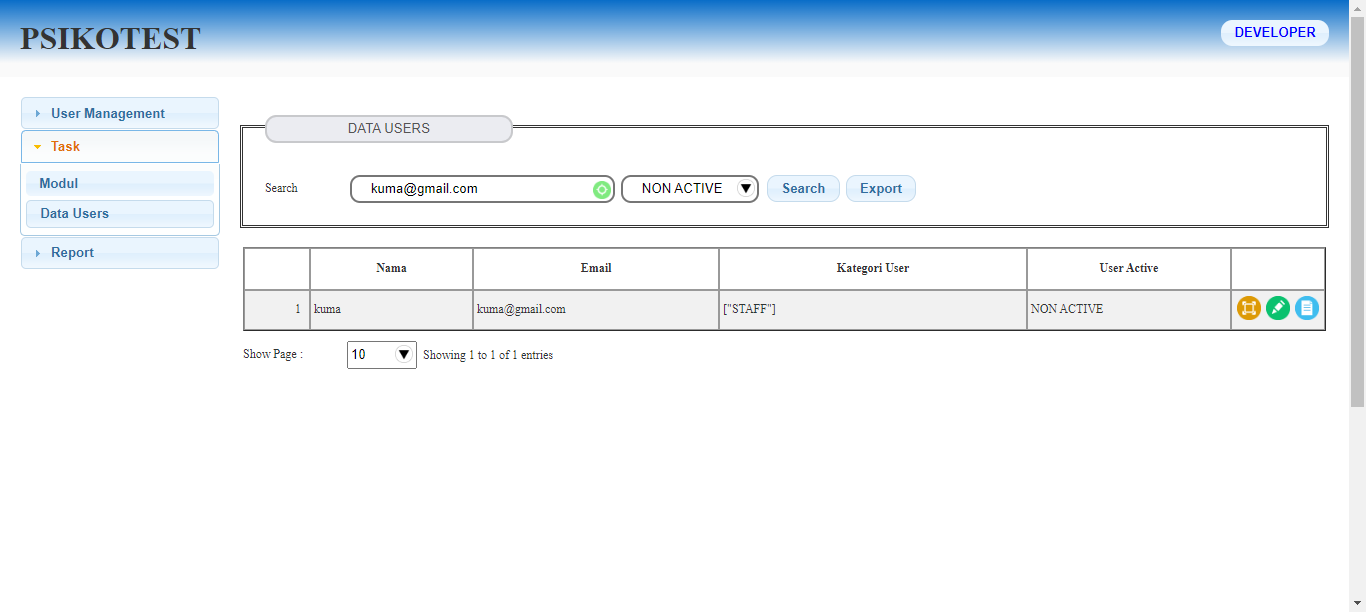 PSIKOTEST
DEVELOPER
User Management
Task
Modul
Data Users
Report
DATA USERS
Search kuma@gmail.com NON ACTIVE Search Export
Nama Email Kategori User User Active
1 kuma kuma@gmail.com ["STAFF"] NON ACTIVE
Show Page : 10 Showing 1 to 1 of 1 entries